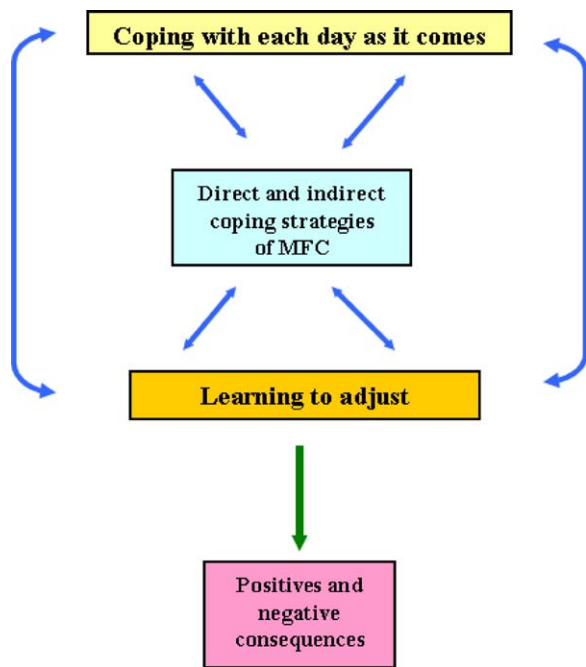 Coping with each day as it comes
Direct and indirect
coping strategies
of MFC
Learning to adjust
Positives and
negative
consequences